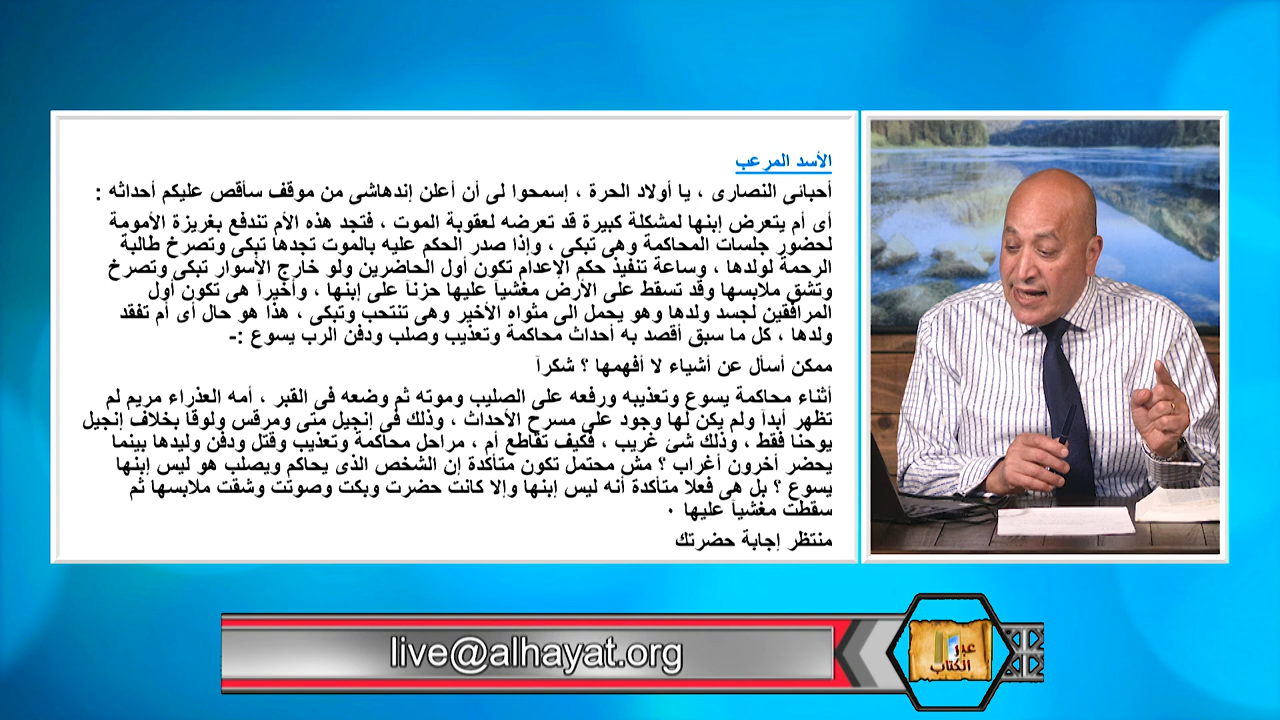 الأسد المرعب
أحبائى النصارى ، يا أولاد الحرة ، إسمحوا لى أن أعلن إندهاشى من موقف سأقص عليكم أحداثه :
أى أم يتعرض إبنها لمشكلة كبيرة قد تعرضه لعقوبة الموت ، فتجد هذه الأم تندفع بغريزة الأمومة
لحضور جلسات المحاكمة وهى تبكى ، وإذا صدر الحكم عليه بالموت تجدها تبكى وتصرخ طالبة
الرحمة لولدها ، وساعة تنفيذ حكم الإعدام تكون أول الحاضرين ولو خارج الأسوار تبكى وتصرخ
وتشق ملابسها وقد تسقط على الأرض مغشياً عليها حزناً على إبنها ، وأخيراً هى تكون أول
المرافقين لجسد ولدها وهو يحمل الى مثواه الأخير وهى تنتحب وتبكى ، هذا هو حال أى أم تفقد
ولدها ، كل ما سبق أقصد به أحداث محاكمة وتعذيب وصلب ودفن الرب يسوع :-
ممكن أسأل عن أشياء لا أفهمها ؟ شكراً
أثناء محاكمة يسوع وتعذيبه ورفعه على الصليب وموته ثم وضعه فى القبر ، أمه العذراء مريم لم
تظهر أبداً ولم يكن لها وجود على مسرح الأحداث ، وذلك فى إنجيل متى ومرقس ولوقا بخلاف إنجيل
يوحنا فقط ، وذلك شئ غريب ، فكيف تقاطع أم ، مراحل محاكمة وتعذيب وقتل ودفن وليدها بينما
يحضر أخرون أغراب ؟ مش محتمل تكون متأكدة إن الشخص الذى يحاكم ويصلب هو ليس إبنها
يسوع ؟ بل هى فعلا متأكدة أنه ليس إبنها وإلا كانت حضرت وبكت وصوتت وشقت ملابسها ثم
سقطت مغشياً عليها ٠
منتظر إجابة حضرتك
live@alhayat.org
عبر
الكتاب